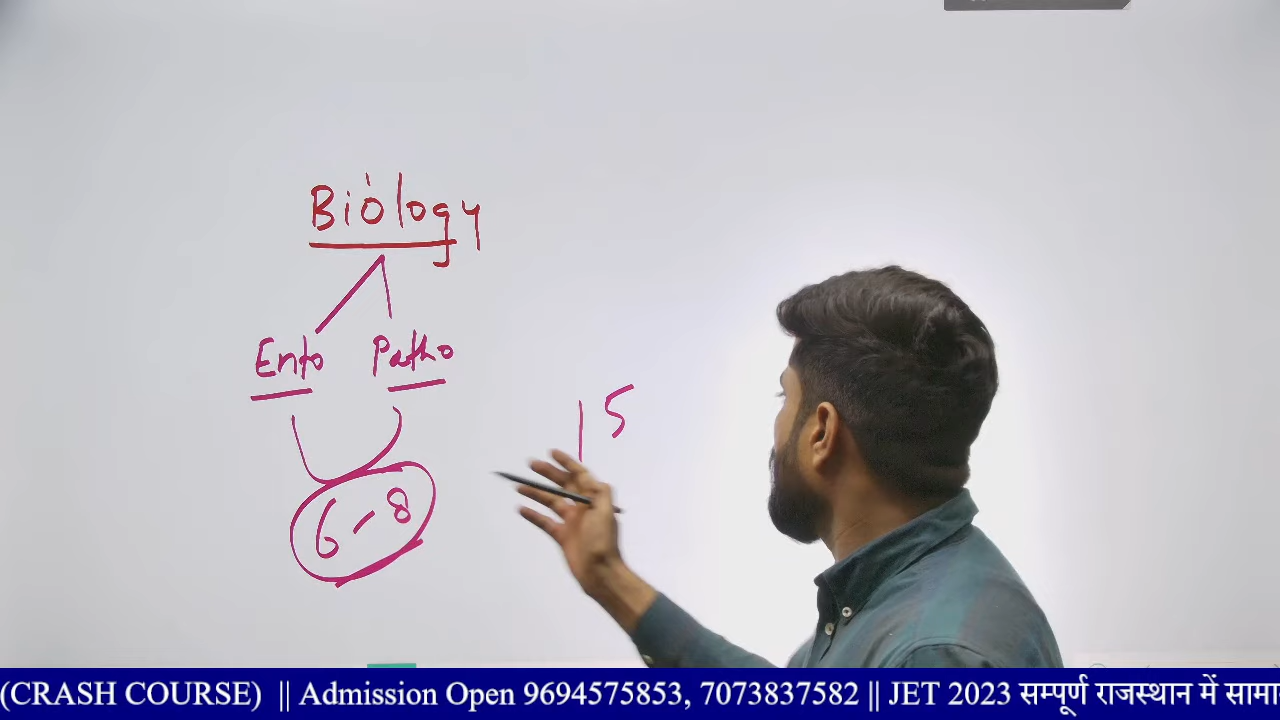 Biology
Ento Patho
15
6-8
(CRASH COURSE) || Admission Open 9694575853, 7073837582 || JET 2023 सम्पूर्ण राजस्थान में सामा